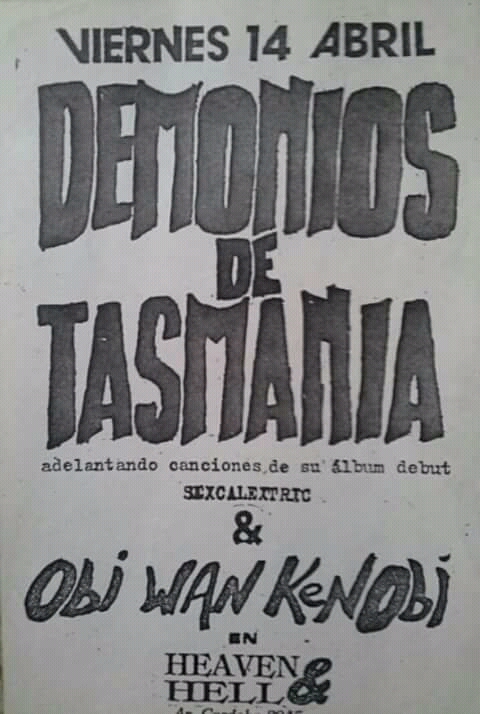 VIERNES 14 ABRIL
DEMONIOS
DE
TASMANIA
adelantando canciones de su álbum debut
SEXCALEXTRIC
&
Obi WAN KeNObi
EN
HEAVEN &
HELL
Av.